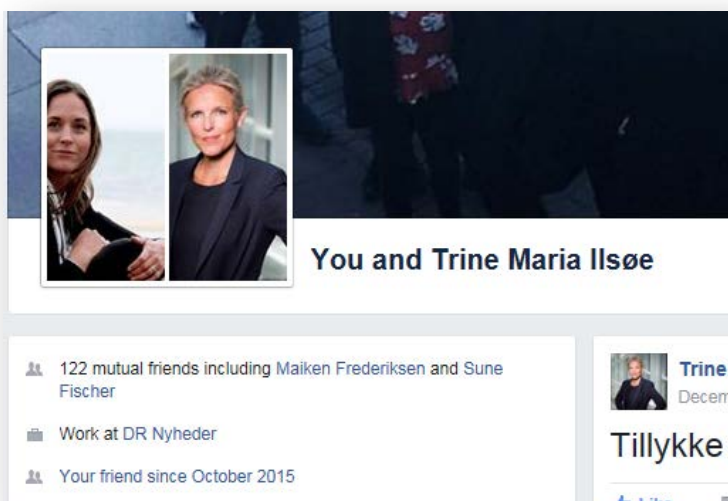 You and Trine Maria Ilsøe
122 mutual friends including Maiken Frederiksen and Sune
Fischer
Work at DR Nyheder
Your friend since October 2015
Trine
Tillykke